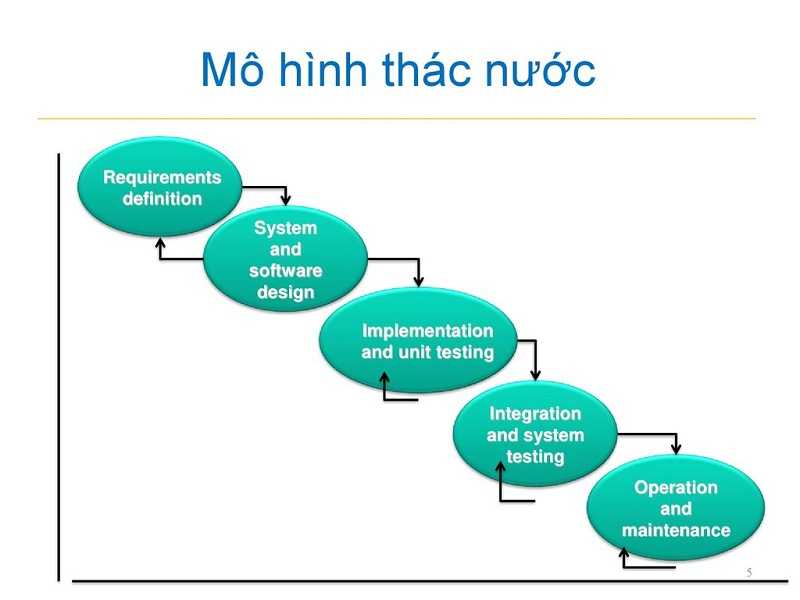 Mô hình thác nước
Requirements
definition
System
and
software
design
Implementation
and unit testing
Integration
and system
testing
Operation
and
maintenance
5